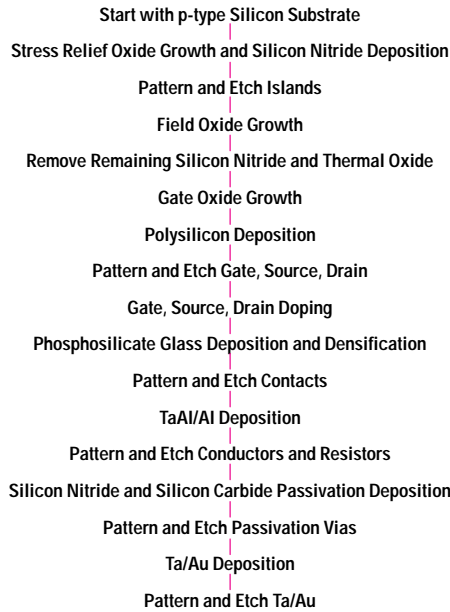 Start with p-type Silicon Substrate
Stress Relief Oxide Growth and Silicon Nitride Deposition
Pattern and Etch Islands
Field Oxide Growth
Remove Remaining Silicon Nitride and Thermal Oxide
Gate Oxide Growth
Polysilicon Deposition
Pattern and Etch Gate, Source, Drain
Gate, Source, Drain Doping
Phosphosilicate Glass Deposition and Densification
Pattern and Etch Contacts
TaAl/Al Deposition
Pattern and Etch Conductors and Resistors
Silicon Nitride and Silicon Carbide Passivation Deposition
Pattern and Etch Passivation Vias
Ta/Au Deposition
Pattern and Etch Ta/Au